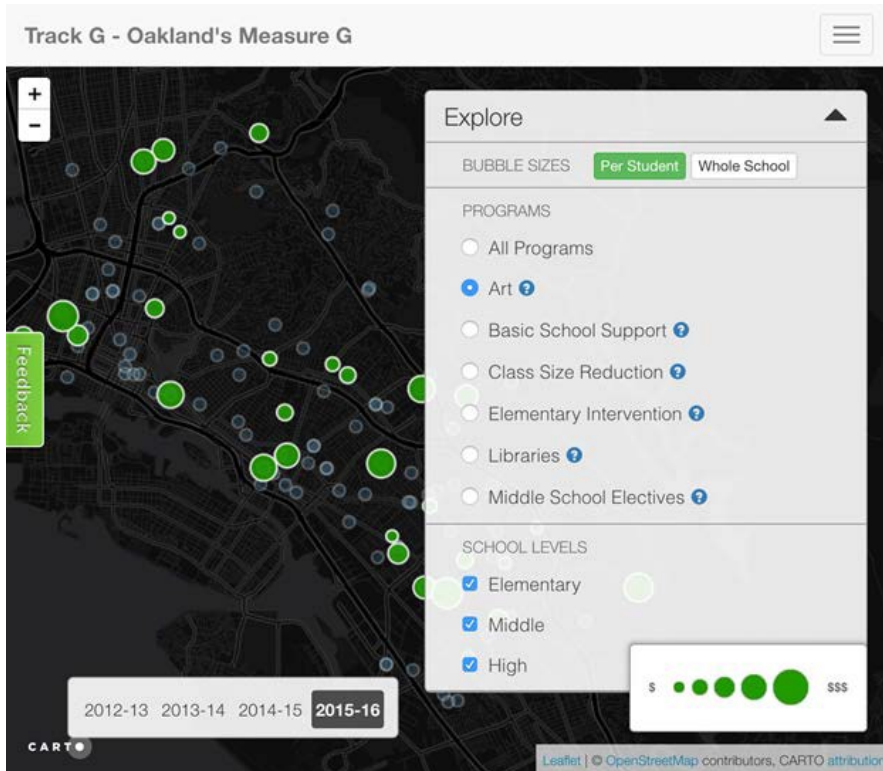 Track G - Oakland's Measure G
+
−
Explore
BUBBLE SIZES Per Student Whole School
PROGRAMS
All Programs
Art ?
Basic School Support ?
Class Size Reduction ?
Elementary Intervention ?
Libraries ?
Middle School Electives ?
SCHOOL LEVELS
Elementary
Middle
High
Feedback
$ $$$
2012-13 2013-14 2014-15 2015-16
CARTO
Leaflet | © OpenStreetMap contributors, CARTO attribution